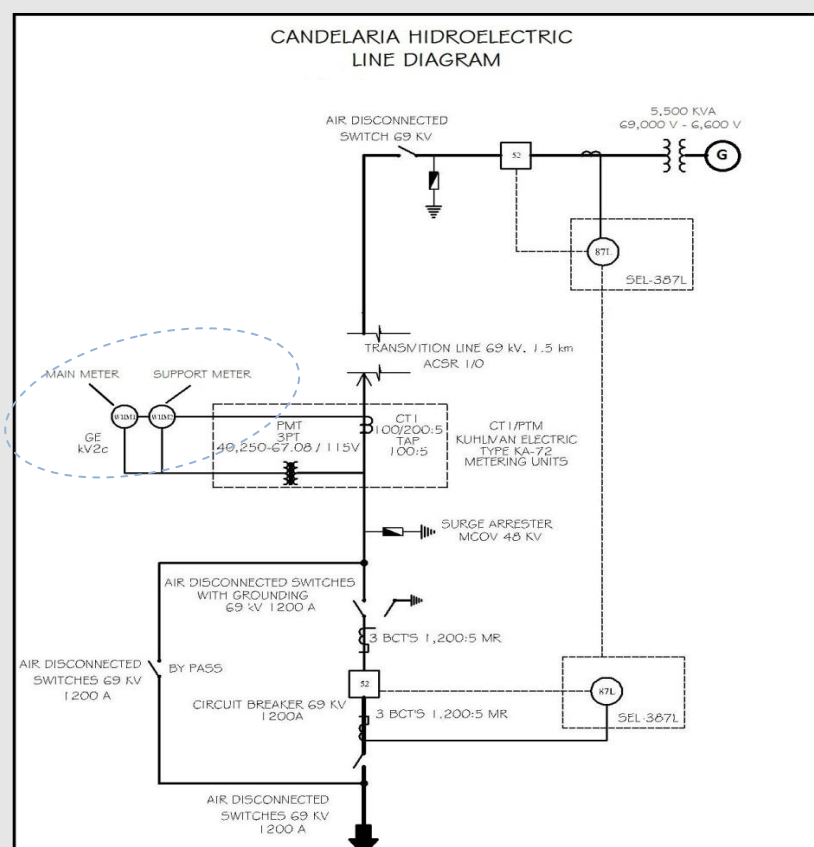 CANDELARIA HIDROELECTRIC
LINE DIAGRAM
5,500 KVA
69,000 V - 6,600 V
AIR DISCONNECTED
SWITCH 69 KV
52
G
87L
SEL-387L
TRANSMITION LINE 69 kV. 1.5 km
ACSR 1/0
MAIN METER
SUPPORT METER
WHM1
WHM2
GE
kV2c
PMT
3PT
40,250-67.08 / 115V
CT1
100/200:5
TAP
100:5
CT1/PTM
KUHLMAN ELECTRIC
TYPE KA-72
METERING UNITS
SURGE ARRESTER
MCOV 48 KV
AIR DISCONNECTED SWITCHES
WITH GROUNDING
69 kV 1200 A
3 BCT'S 1,200:5 MR
AIR DISCONNECTED
SWITCHES 69 KV
1200 A
BY PASS
52
CIRCUIT BREAKER 69 KV
1200A
3 BCT'S 1,200:5 MR
87L
SEL-387L
AIR DISCONNECTED
SWITCHES 69 KV
1200 A